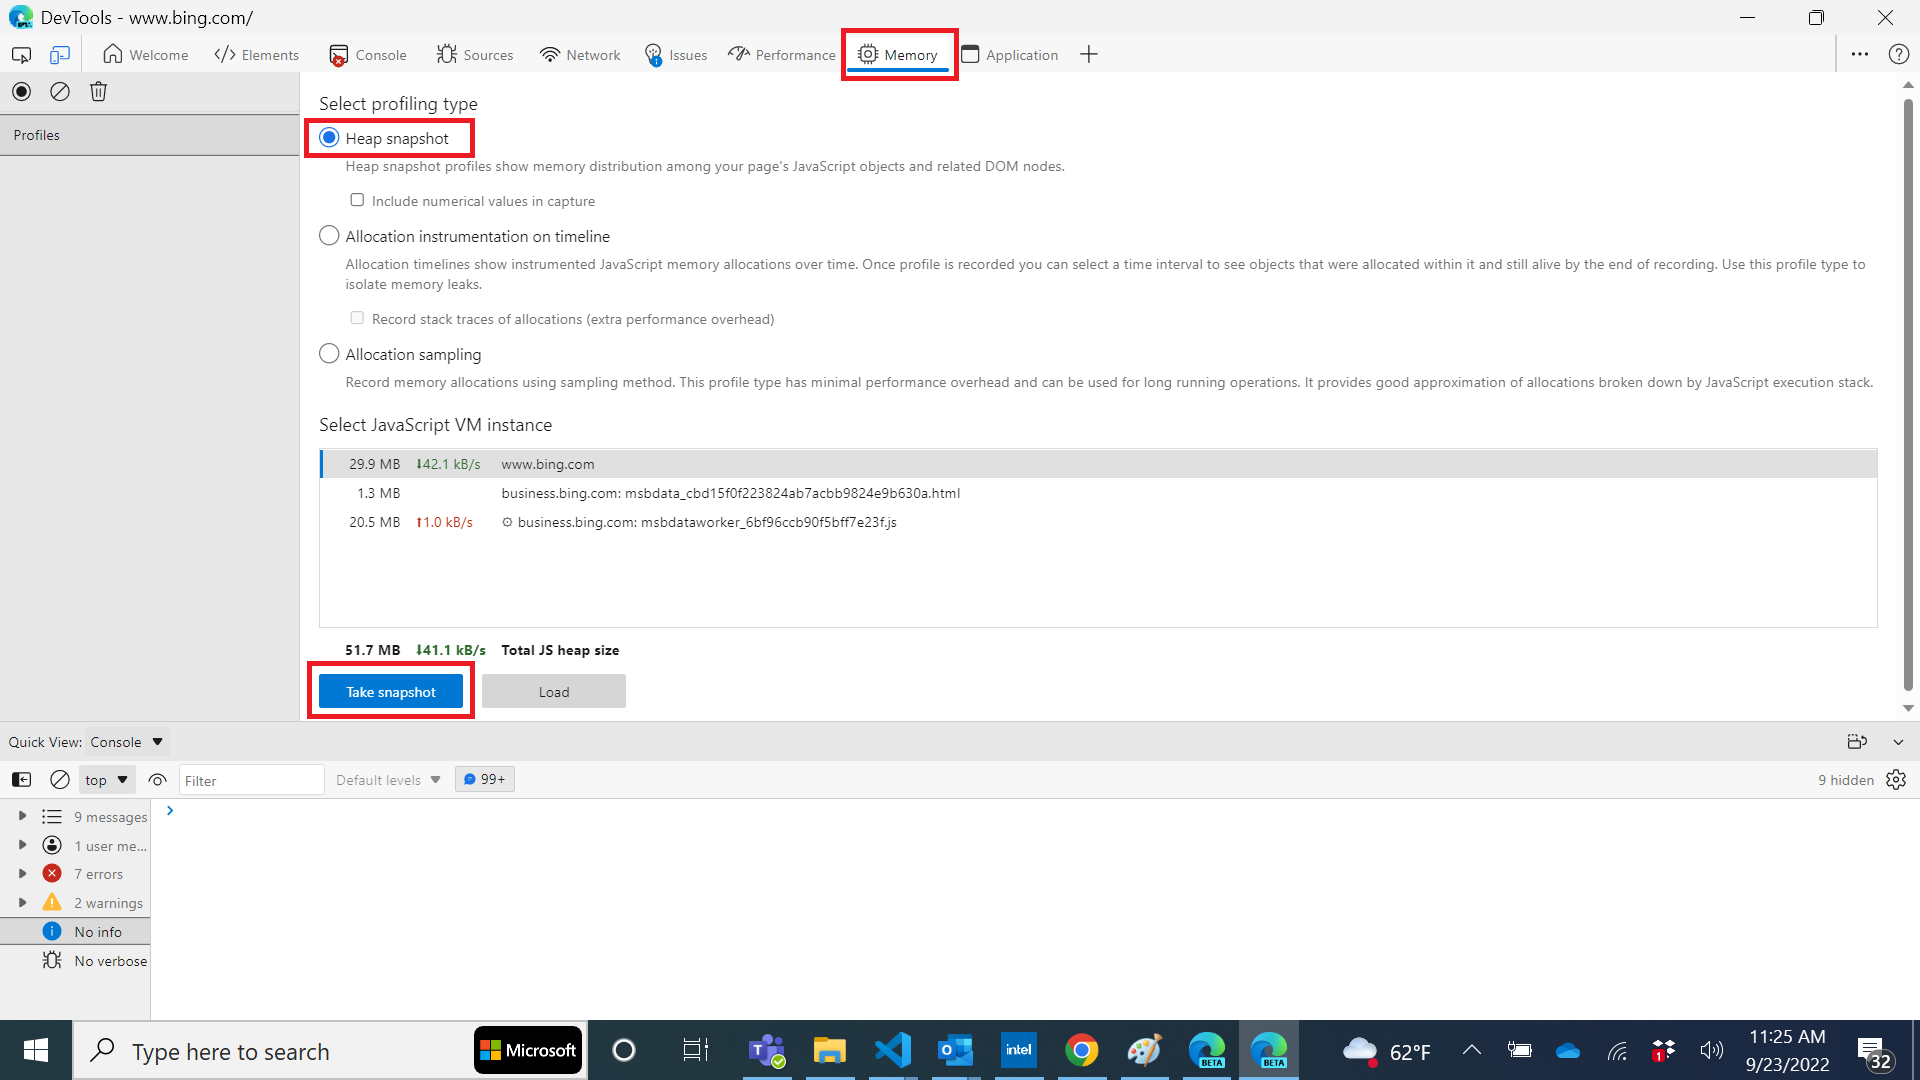 DevTools - www.bing.com/
Welcome
Elements
Console
Sources
Network
Issues
Performance
Memory
Application
Profiles
Select profiling type
Heap snapshot
Heap snapshot profiles show memory distribution among your page's JavaScript objects and related DOM nodes.
Include numerical values in capture
Allocation instrumentation on timeline
Allocation timelines show instrumented JavaScript memory allocations over time. Once profile is recorded you can select a time interval to see objects that were allocated within it and still alive by the end of recording. Use this profile type to
isolate memory leaks.
Record stack traces of allocations (extra performance overhead)
Allocation sampling
Record memory allocations using sampling method. This profile type has minimal performance overhead and can be used for long running operations. It provides good approximation of allocations broken down by JavaScript execution stack.
Select JavaScript VM instance
29.9 MB ⬇42.1 kB/s www.bing.com
1.3 MB business.bing.com: msbdata_cbd15f0f223824ab7acbb9824e9b630a.html
20.5 MB ⬆1.0 kB/s business.bing.com: msbdataworker_6bf96ccb90f5bff7e23f.js
51.7 MB ⬇41.1 kB/s Total JS heap size
Take snapshot
Load
Quick View: Console
top
Filter
Default levels
99+
9 hidden
9 messages
1 user me...
7 errors
2 warnings
No info
No verbose
Type here to search
Microsoft
intel
BETA
BETA
62°F
1
11:25 AM
9/23/2022
32